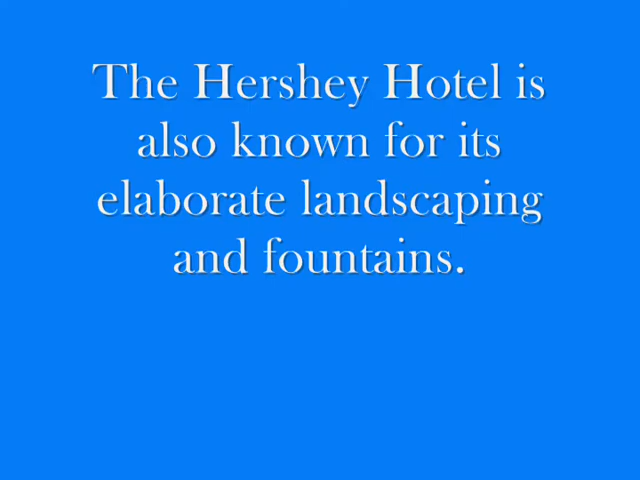 The Hershey Hotel is
also known for its
elaborate landscaping
and fountains.